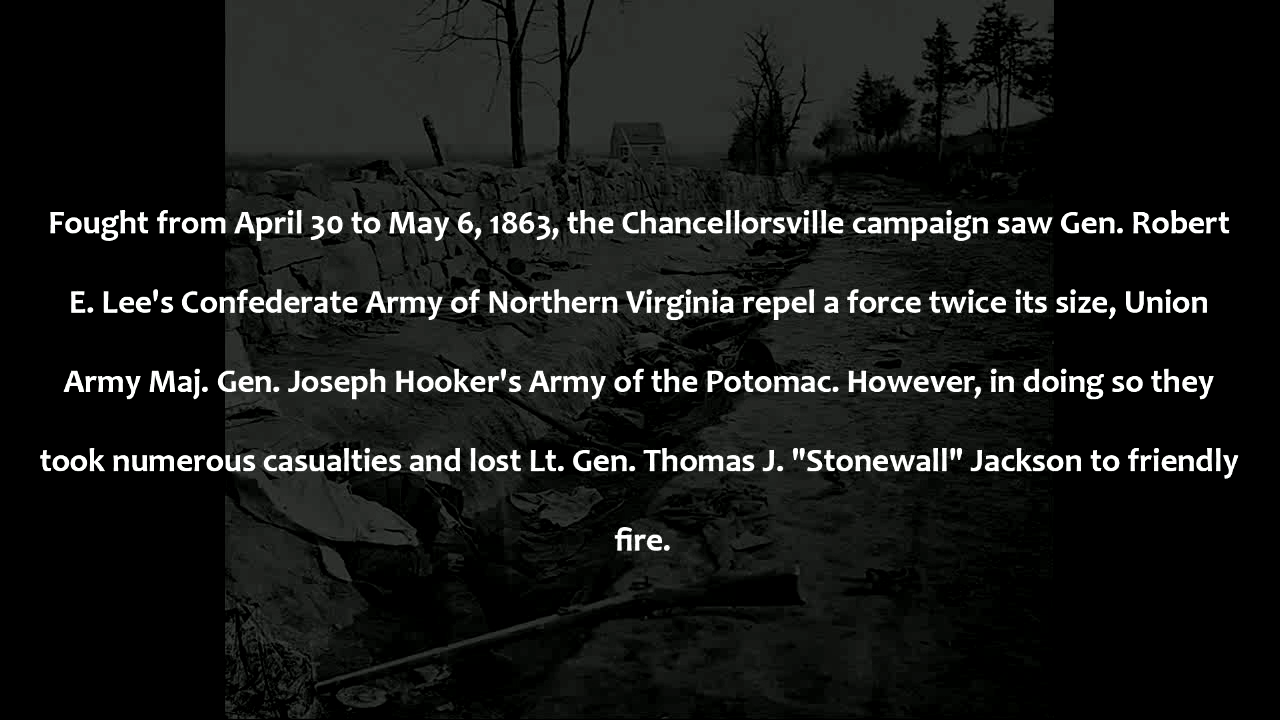 Fought from April 30 to May 6, 1863, the Chancellorsville campaign saw Gen. Robert
E. Lee's Confederate Army of Northern Virginia repel a force twice its size, Union
Army Maj. Gen. Joseph Hooker's Army of the Potomac. However, in doing so they
took numerous casualties and lost Lt. Gen. Thomas J. "Stonewall" Jackson to friendly
fire.